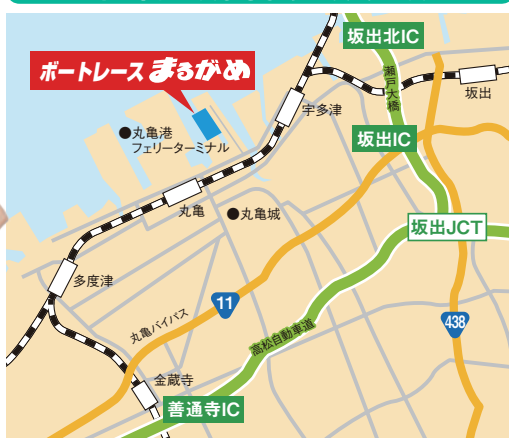 坂出北IC
ボートレース まるがめ
瀬戸大橋
坂出
宇多津
丸亀港
フェリーターミナル
坂出IC
丸亀
丸亀城
坂出JCT
多度津
11
丸亀バイパス
438
高松自動車道
金蔵寺
善通寺IC